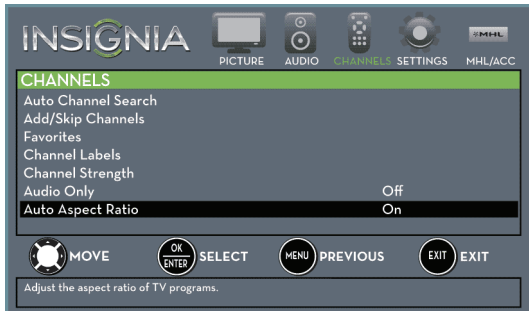 INSIGNIA
PICTURE AUDIO CHANNELS SETTINGS MHL/ACC
MHL
CHANNELS
Auto Channel Search
Add/Skip Channels
Favorites
Channel Labels
Channel Strength
Audio Only Off
Auto Aspect Ratio On
MOVE OK ENTER SELECT MENU PREVIOUS EXIT EXIT
Adjust the aspect ratio of TV programs.